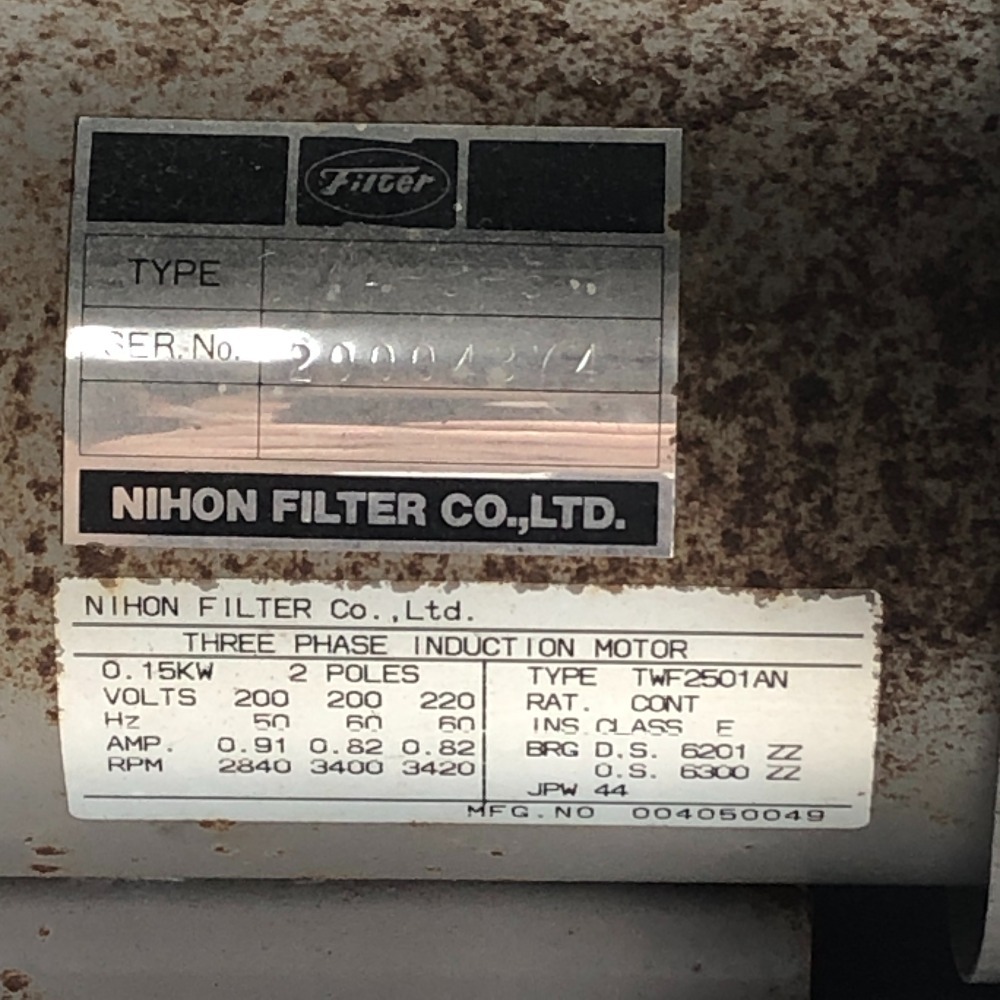 Filter
TYPE
SER. No.
NIHON FILTER CO.,LTD.
NIHON FILTER Co.,Ltd.
THREE PHASE INDUCTION MOTOR
0.15KW 2 POLES
VOLTS 200 200 220
Hz 50 60 60
AMP. 0.91 0.82 0.82
RPM 2840 3400 3420
TYPE TWF2501AN
RAT. CONT
INS.CLASS E
BRG D.S. 6201 ZZ
O.S. 6300 ZZ
JPW 44
MFG.NO 004050049